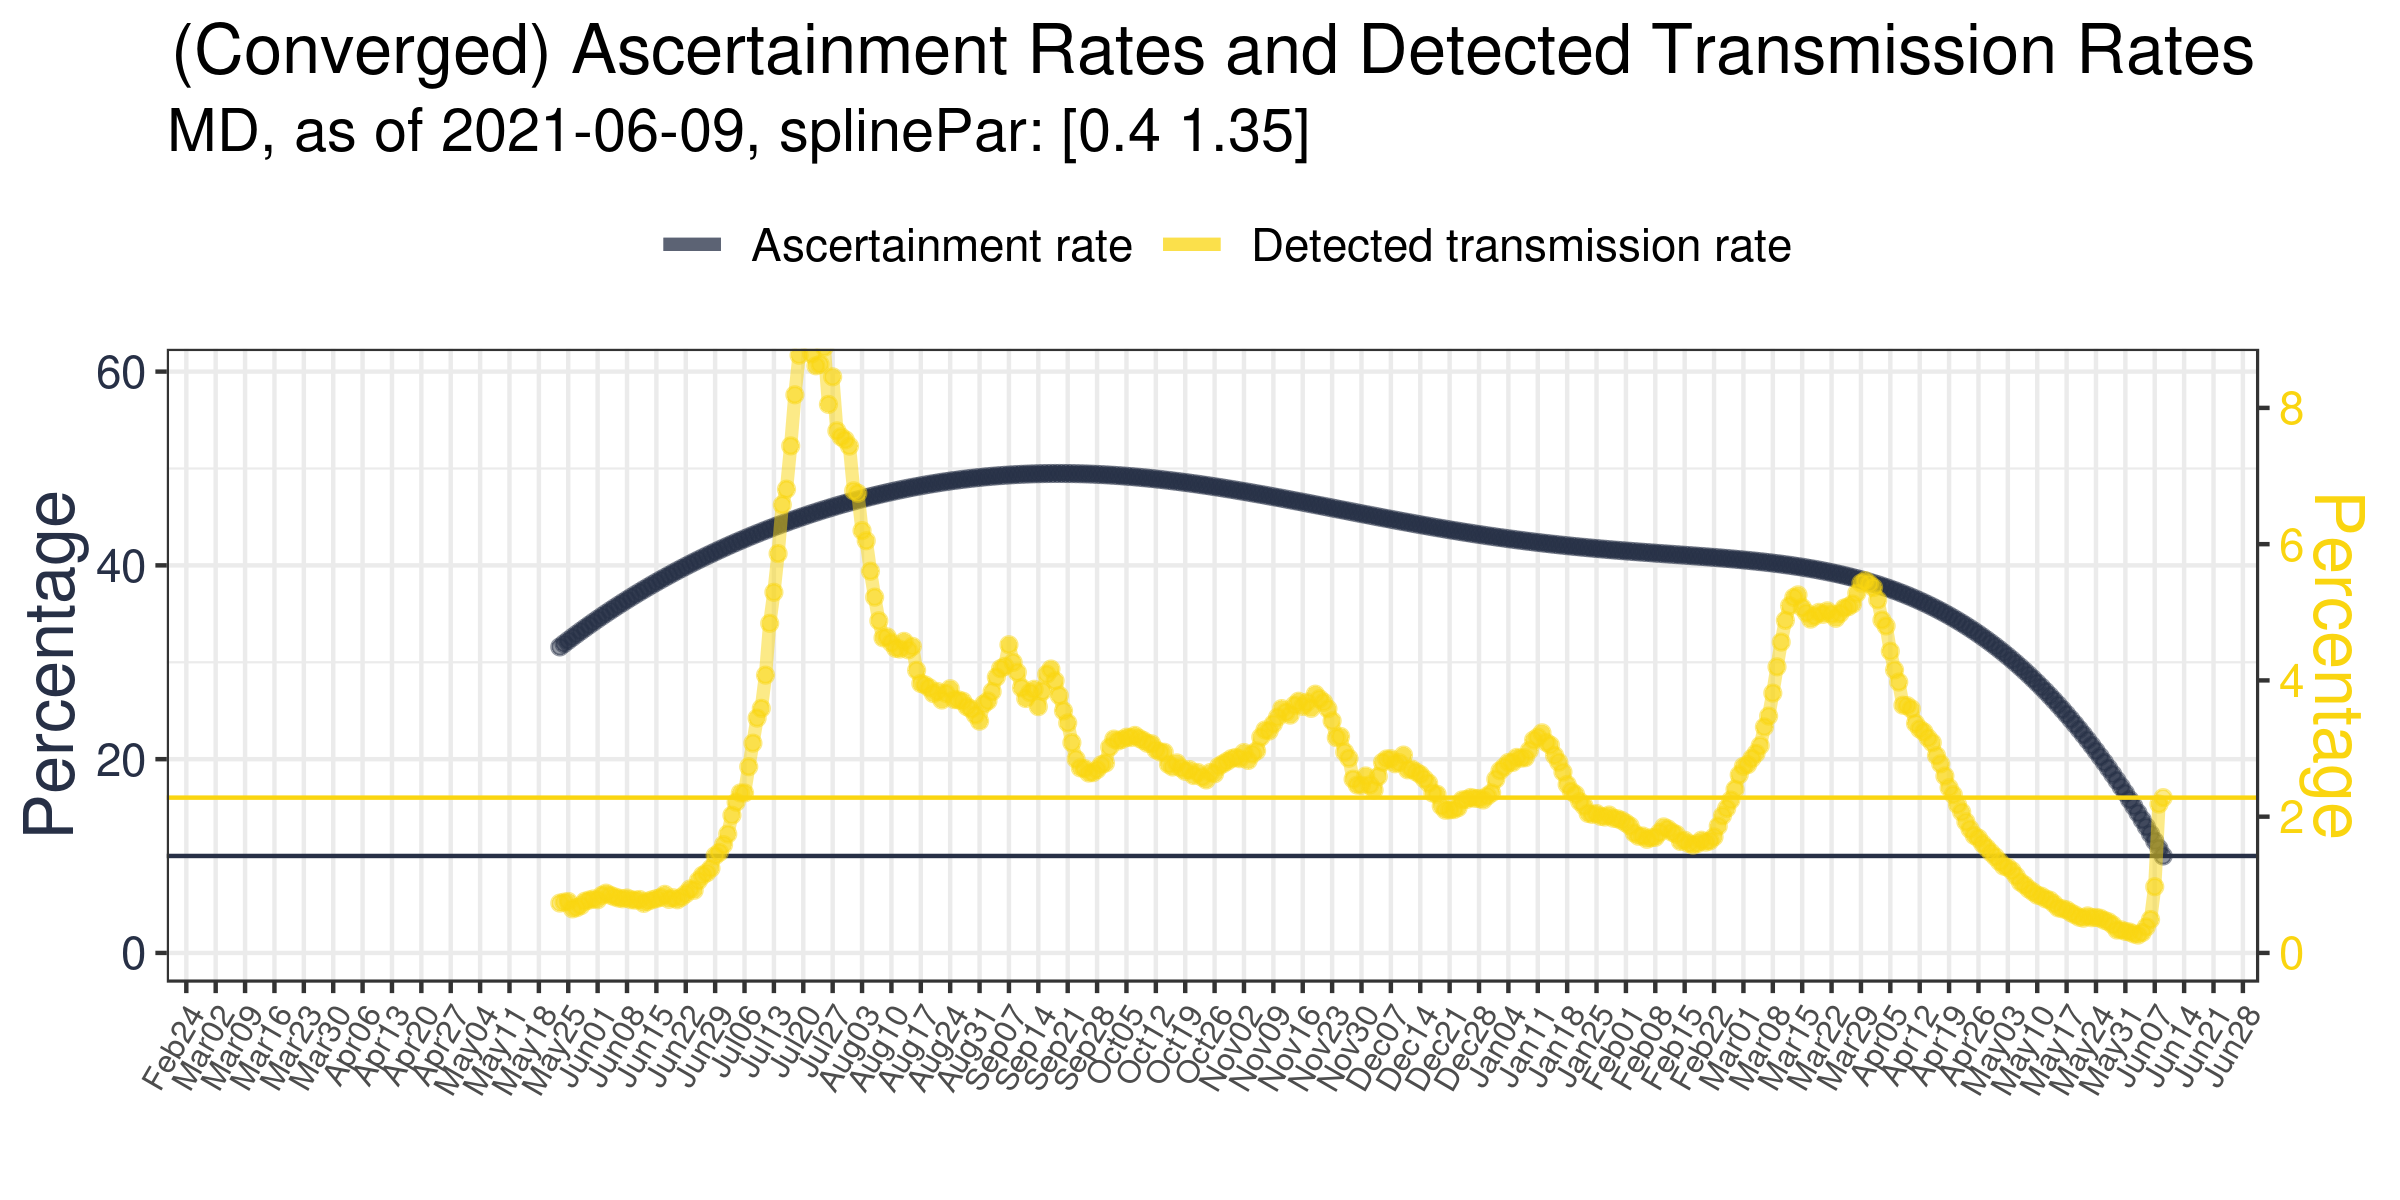 (Converged) Ascertainment Rates and Detected Transmission Rates
MD, as of 2021-06-09, splinePar: [0.4 1.35]
Ascertainment rate Detected transmission rate
Percentage
60
40
20
0
8
6
4
2
0
Percentage
Feb24 Mar02 Mar09 Mar16 Mar23 Mar30 Apr06 Apr13 Apr20 Apr27 May04 May11 May18 May25 Jun01 Jun08 Jun15 Jun22 Jun29 Jul06 Jul13 Jul20 Jul27 Aug03 Aug10 Aug17 Aug24 Aug31 Sep07 Sep14 Sep21 Sep28 Oct05 Oct12 Oct19 Oct26 Nov02 Nov09 Nov16 Nov23 Nov30 Dec07 Dec14 Dec21 Dec28 Jan04 Jan11 Jan18 Jan25 Feb01 Feb08 Feb15 Feb22 Mar01 Mar08 Mar15 Mar22 Mar29 Apr05 Apr12 Apr19 Apr26 May03 May10 May17 May24 May31 Jun07 Jun14 Jun21 Jun28